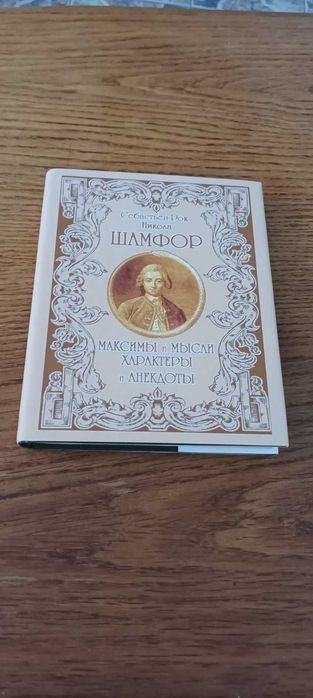 Себастьен-Рок
Никола
ШАМФОР
МАКСИМЫ и МЫСЛИ
ХАРАКТЕРЫ
и АНЕКДОТЫ